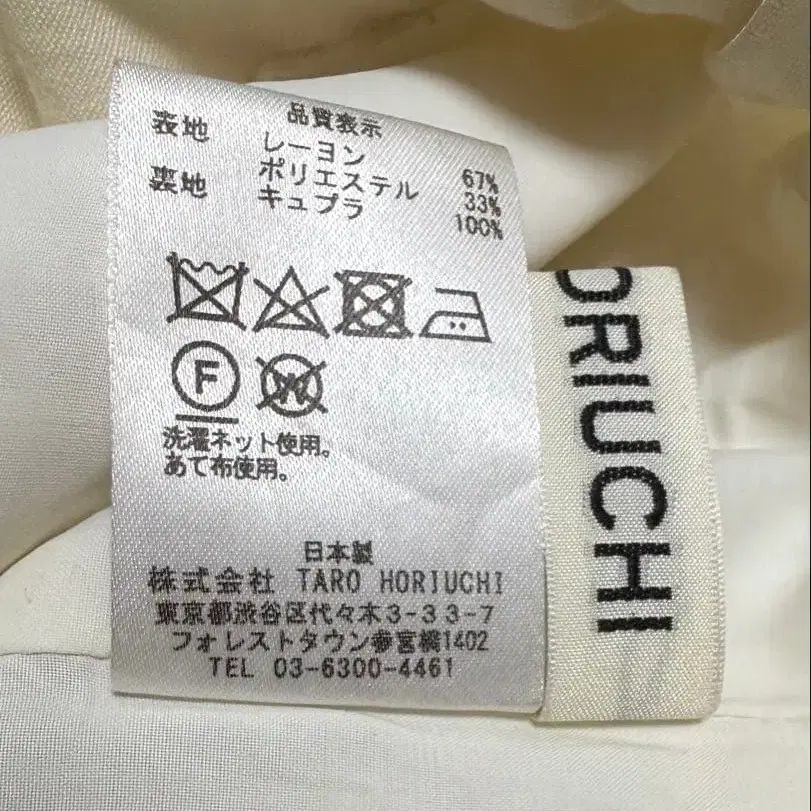 品質表示
表地 レーヨン 67%
ポリエステル 33%
裏地 キュプラ 100%
F
W
洗濯ネット使用。
あて布使用。
日本製
株式会社 TARO HORIUCHI
東京都渋谷区代々木3-33-7
フォレストタウン参宮橋1402
TEL 03-6300-4461
ORIUCHI